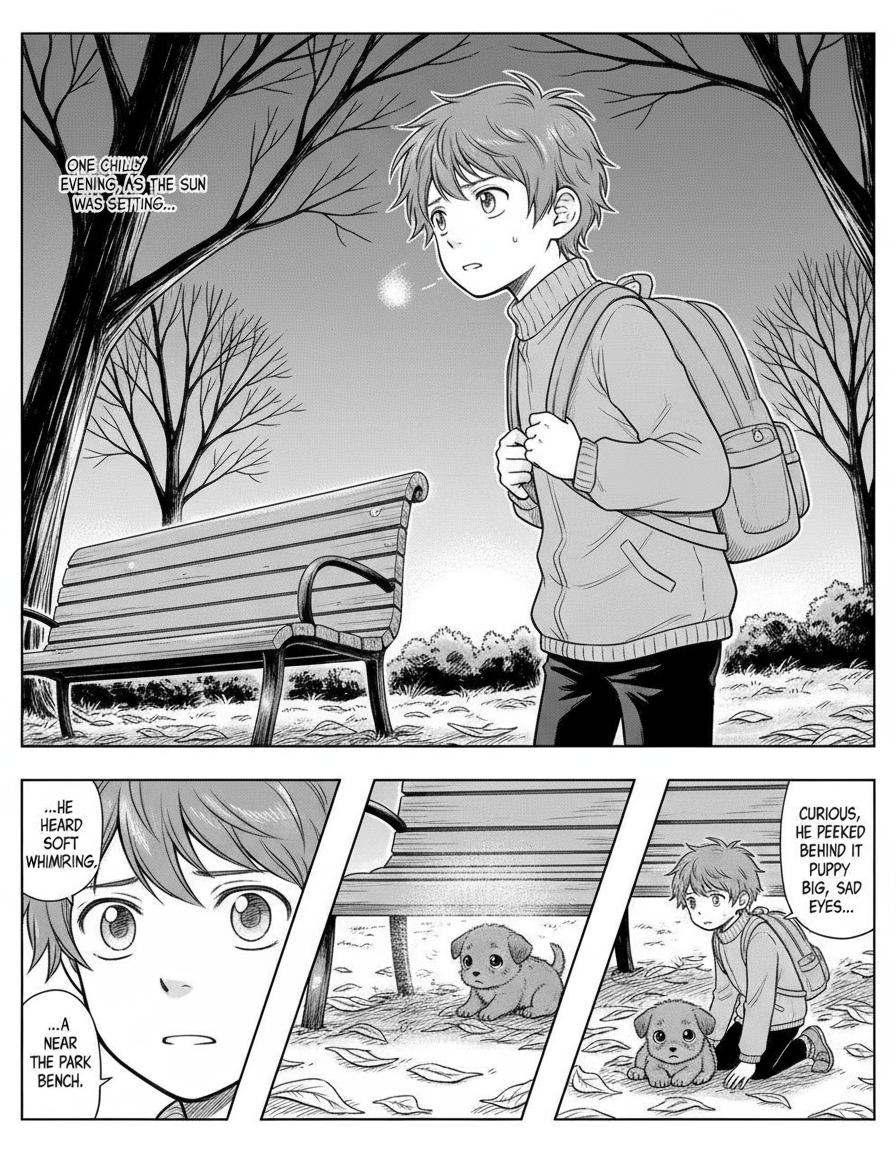 ONE CHILLY
EVENING, AS THE SUN
WAS SETTING...
...HE
HEARD
SOFT
WHIMRING,
...A
NEAR
THE PARK
BENCH.
CURIOUS,
HE PEEKED
BEHIND IT
PUPPY
BIG, SAD
EYES...